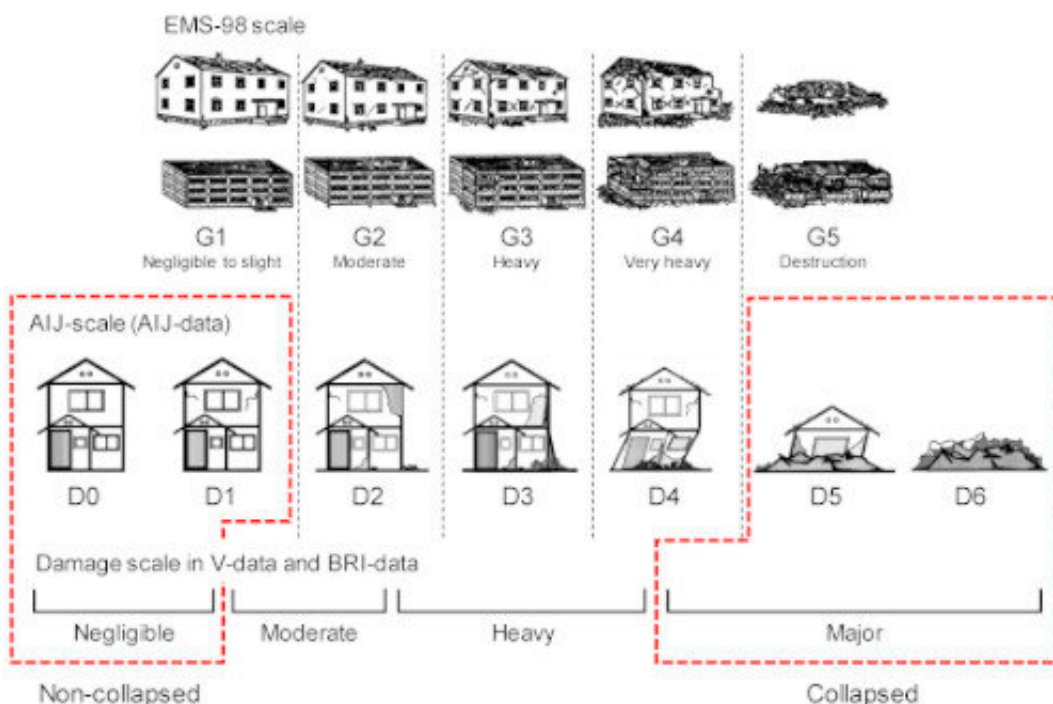 EMS-98 scale
G1 G2 G3 G4 G5
Negligible to slight Moderate Heavy Very heavy Destruction
AIJ-scale (AIJ-data)
D0 D1 D2 D3 D4 D5 D6
Damage scale in V-data and BRI-data
Negligible Moderate Heavy Major
Non-collapsed Collapsed